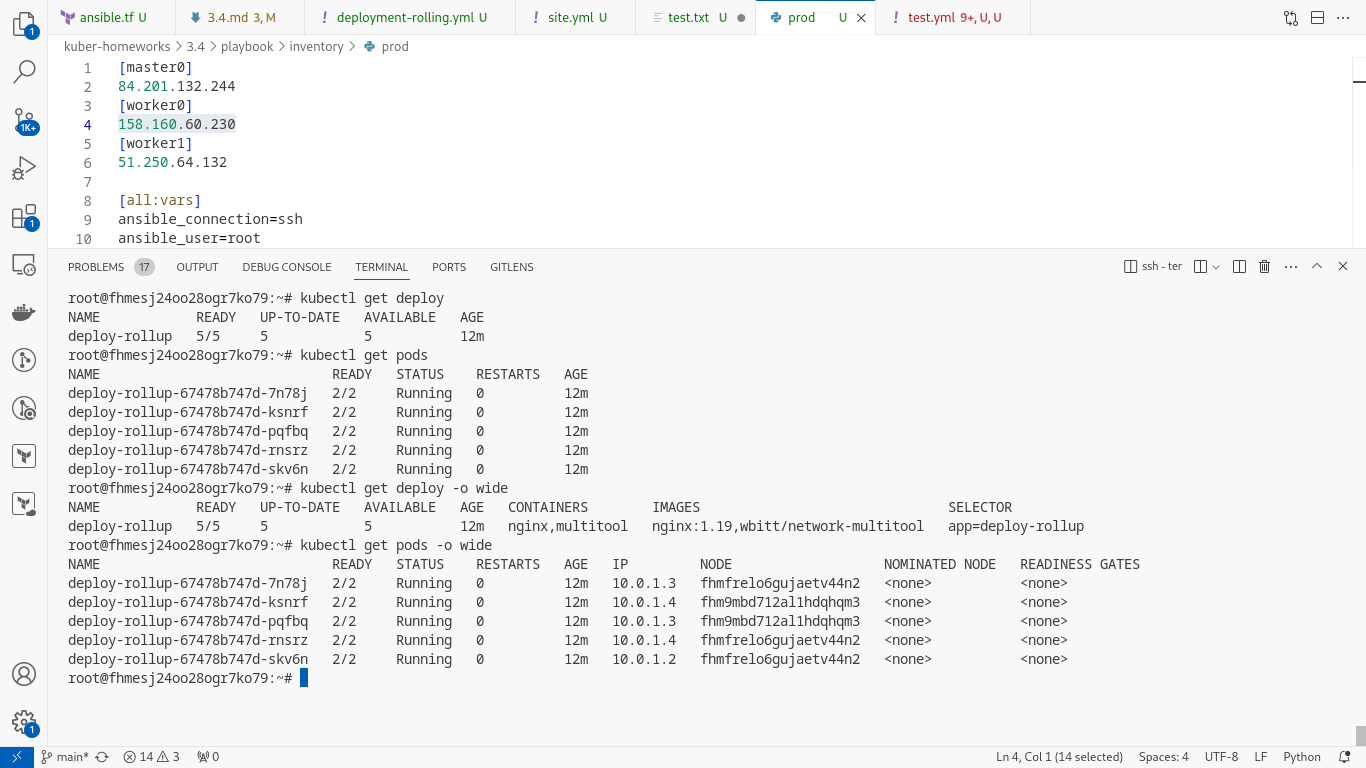 ansible.tf U
3.4.md 3, M
! deployment-rolling.yml U
! site.yml U
test.txt U
prod U
! test.yml 9+, U, U
kuber-homeworks > 3.4 > playbook > inventory > prod
1 [master0]
2 84.201.132.244
3 [worker0]
4 158.160.60.230
5 [worker1]
6 51.250.64.132
7
8 [all:vars]
9 ansible_connection=ssh
10 ansible_user=root
1
1K+
1
1
PROBLEMS 17 OUTPUT DEBUG CONSOLE TERMINAL PORTS GITLENS ssh - ter
root@fhmesj24oo28ogr7ko79:~# kubectl get deploy
NAME READY UP-TO-DATE AVAILABLE AGE
deploy-rollup 5/5 5 5 12m
root@fhmesj24oo28ogr7ko79:~# kubectl get pods
NAME READY STATUS RESTARTS AGE
deploy-rollup-67478b747d-7n78j 2/2 Running 0 12m
deploy-rollup-67478b747d-ksnrf 2/2 Running 0 12m
deploy-rollup-67478b747d-pqfbq 2/2 Running 0 12m
deploy-rollup-67478b747d-rnsrz 2/2 Running 0 12m
deploy-rollup-67478b747d-skv6n 2/2 Running 0 12m
root@fhmesj24oo28ogr7ko79:~# kubectl get deploy -o wide
NAME READY UP-TO-DATE AVAILABLE AGE CONTAINERS IMAGES SELECTOR
deploy-rollup 5/5 5 5 12m nginx,multitool nginx:1.19,wbitt/network-multitool app=deploy-rollup
root@fhmesj24oo28ogr7ko79:~# kubectl get pods -o wide
NAME READY STATUS RESTARTS AGE IP NODE NOMINATED NODE READINESS GATES
deploy-rollup-67478b747d-7n78j 2/2 Running 0 12m 10.0.1.3 fhmfrelo6gujaetv44n2 <none> <none>
deploy-rollup-67478b747d-ksnrf 2/2 Running 0 12m 10.0.1.4 fhm9mbd712al1hdqhqm3 <none> <none>
deploy-rollup-67478b747d-pqfbq 2/2 Running 0 12m 10.0.1.3 fhm9mbd712al1hdqhqm3 <none> <none>
deploy-rollup-67478b747d-rnsrz 2/2 Running 0 12m 10.0.1.4 fhmfrelo6gujaetv44n2 <none> <none>
deploy-rollup-67478b747d-skv6n 2/2 Running 0 12m 10.0.1.2 fhmfrelo6gujaetv44n2 <none> <none>
root@fhmesj24oo28ogr7ko79:~#
1
main* 14 3 0 Ln 4, Col 1 (14 selected) Spaces: 4 UTF-8 LF Python